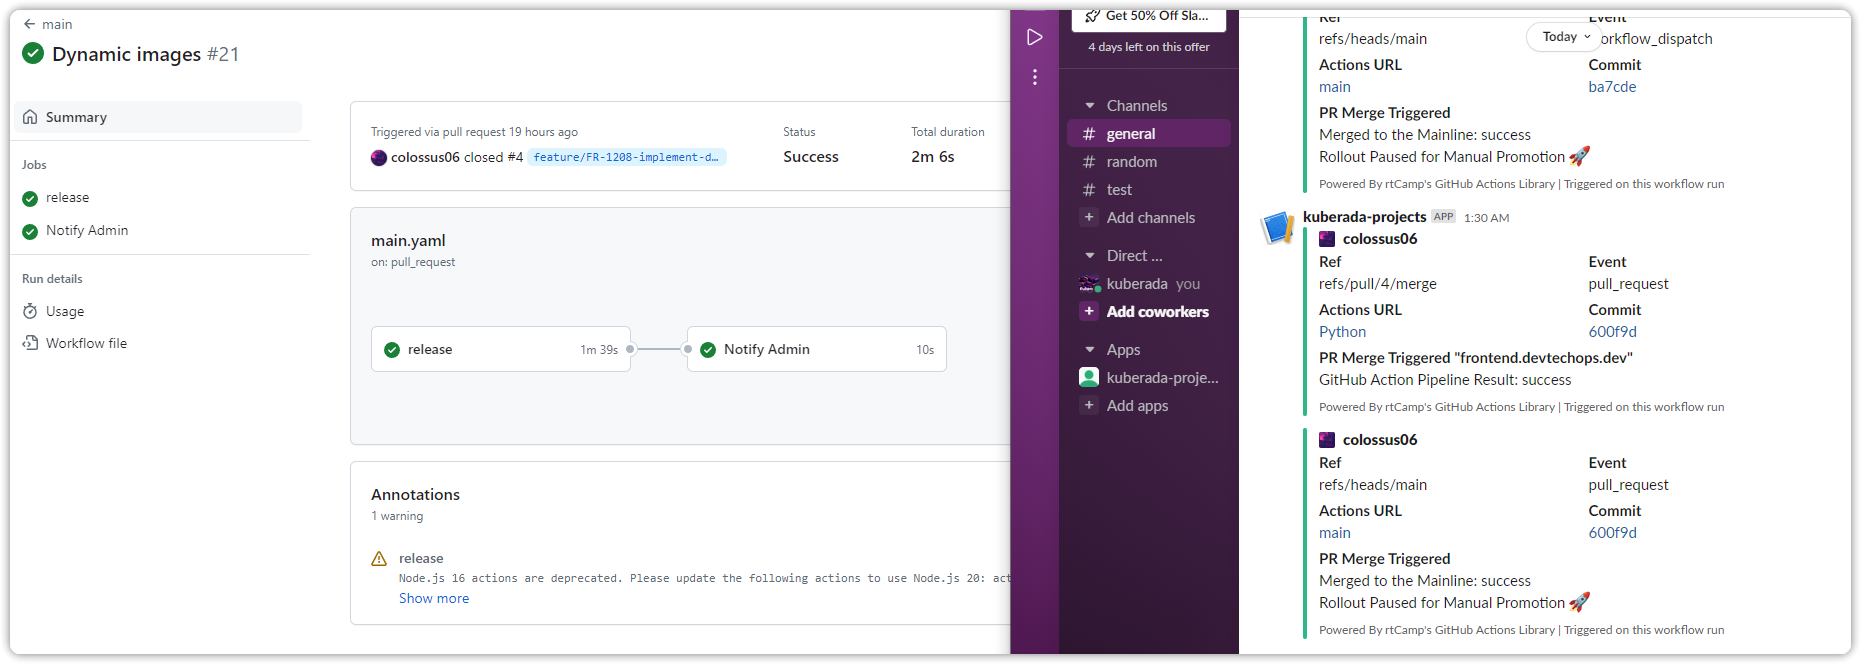 main
Dynamic images #21
Summary
Jobs
release
Notify Admin
Run details
Usage
Workflow file
Triggered via pull request 19 hours ago
colossus06 closed #4 feature/FR-1208-implement-d…
Status
Success
Total duration
2m 6s
main.yaml
on: pull_request
release 1m 39s
Notify Admin 10s
Annotations
1 warning
release
Node.js 16 actions are deprecated. Please update the following actions to use Node.js 20: act
Show more
Get 50% Off Sla...
4 days left on this offer
Channels
# general
# random
# test
+ Add channels
Direct ...
kuberada you
+ Add coworkers
Apps
kuberada-proje...
+ Add apps
Today
Ref Event
refs/heads/main orkflow_dispatch
Actions URL Commit
main ba7cde
PR Merge Triggered
Merged to the Mainline: success
Rollout Paused for Manual Promotion 🚀
Powered By rtCamp's GitHub Actions Library | Triggered on this workflow run
kuberada-projects APP 1:30 AM
colossus06
Ref Event
refs/pull/4/merge pull_request
Actions URL Commit
Python 600f9d
PR Merge Triggered "frontend.devtechops.dev"
GitHub Action Pipeline Result: success
Powered By rtCamp's GitHub Actions Library | Triggered on this workflow run
colossus06
Ref Event
refs/heads/main pull_request
Actions URL Commit
main 600f9d
PR Merge Triggered
Merged to the Mainline: success
Rollout Paused for Manual Promotion 🚀
Powered By rtCamp's GitHub Actions Library | Triggered on this workflow run